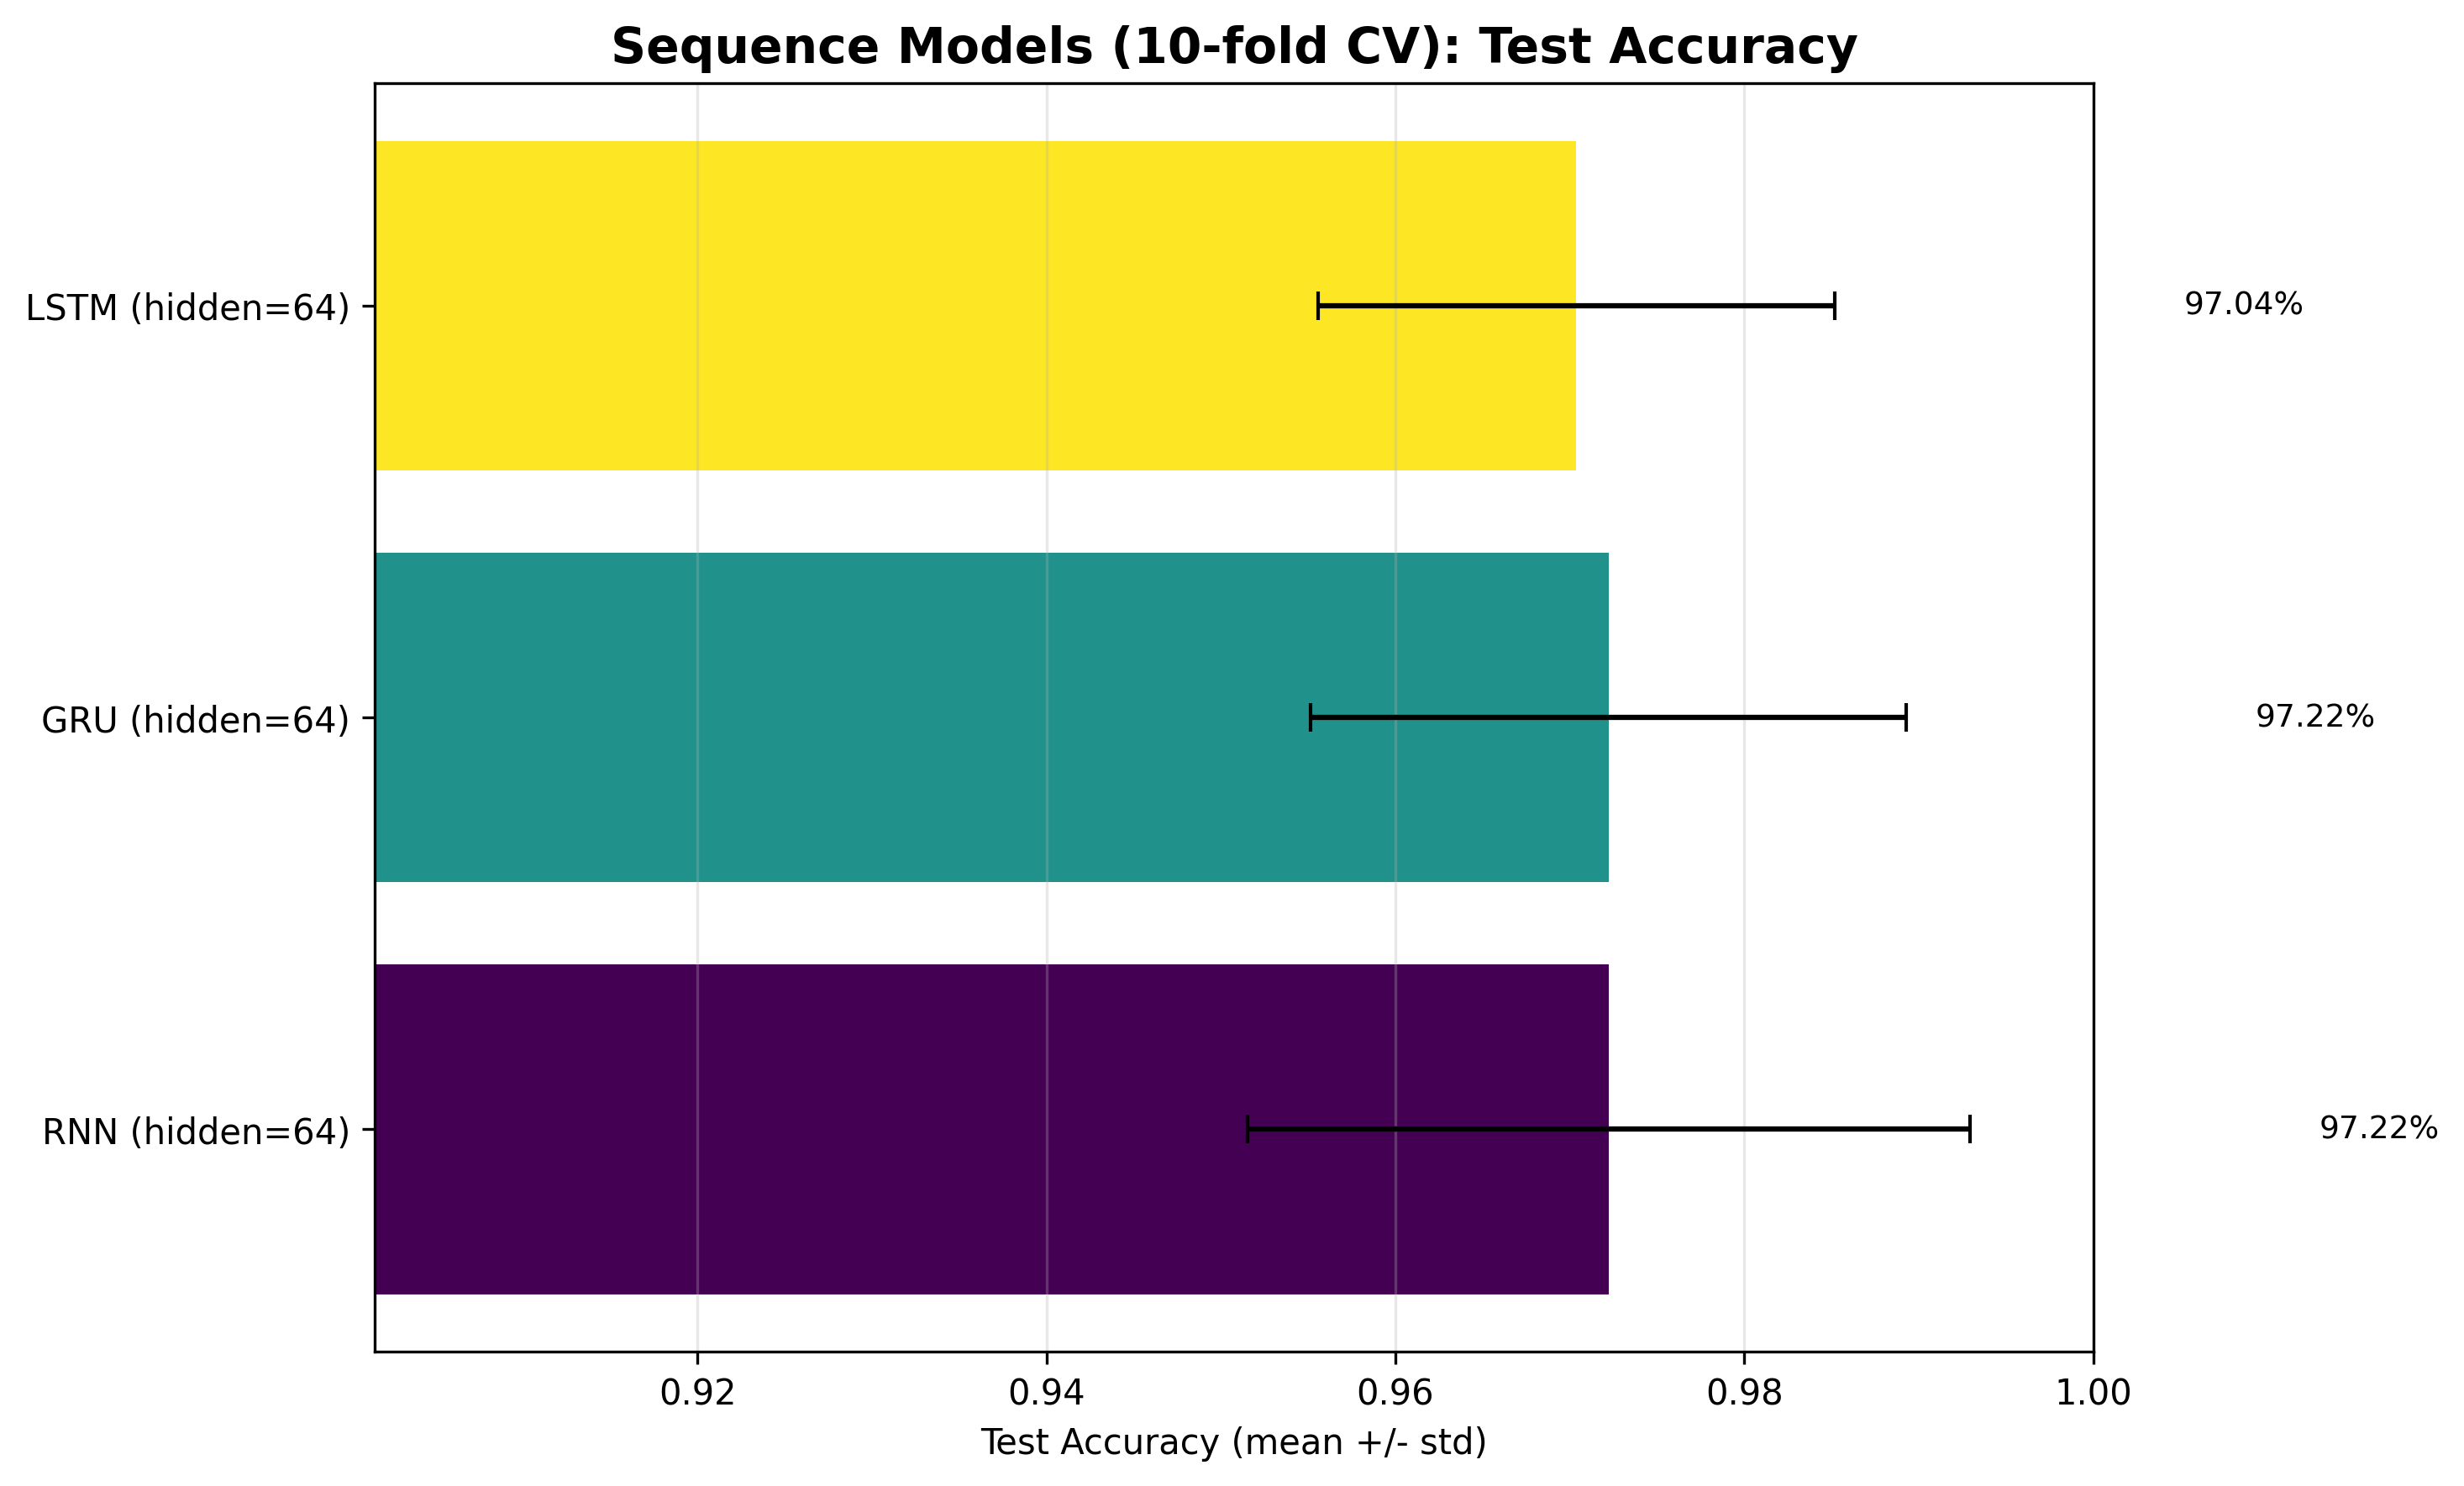 Sequence Models (10-fold CV): Test Accuracy
LSTM (hidden=64)
97.04%
GRU (hidden=64)
97.22%
RNN (hidden=64)
97.22%
0.92 0.94 0.96 0.98 1.00
Test Accuracy (mean +/- std)